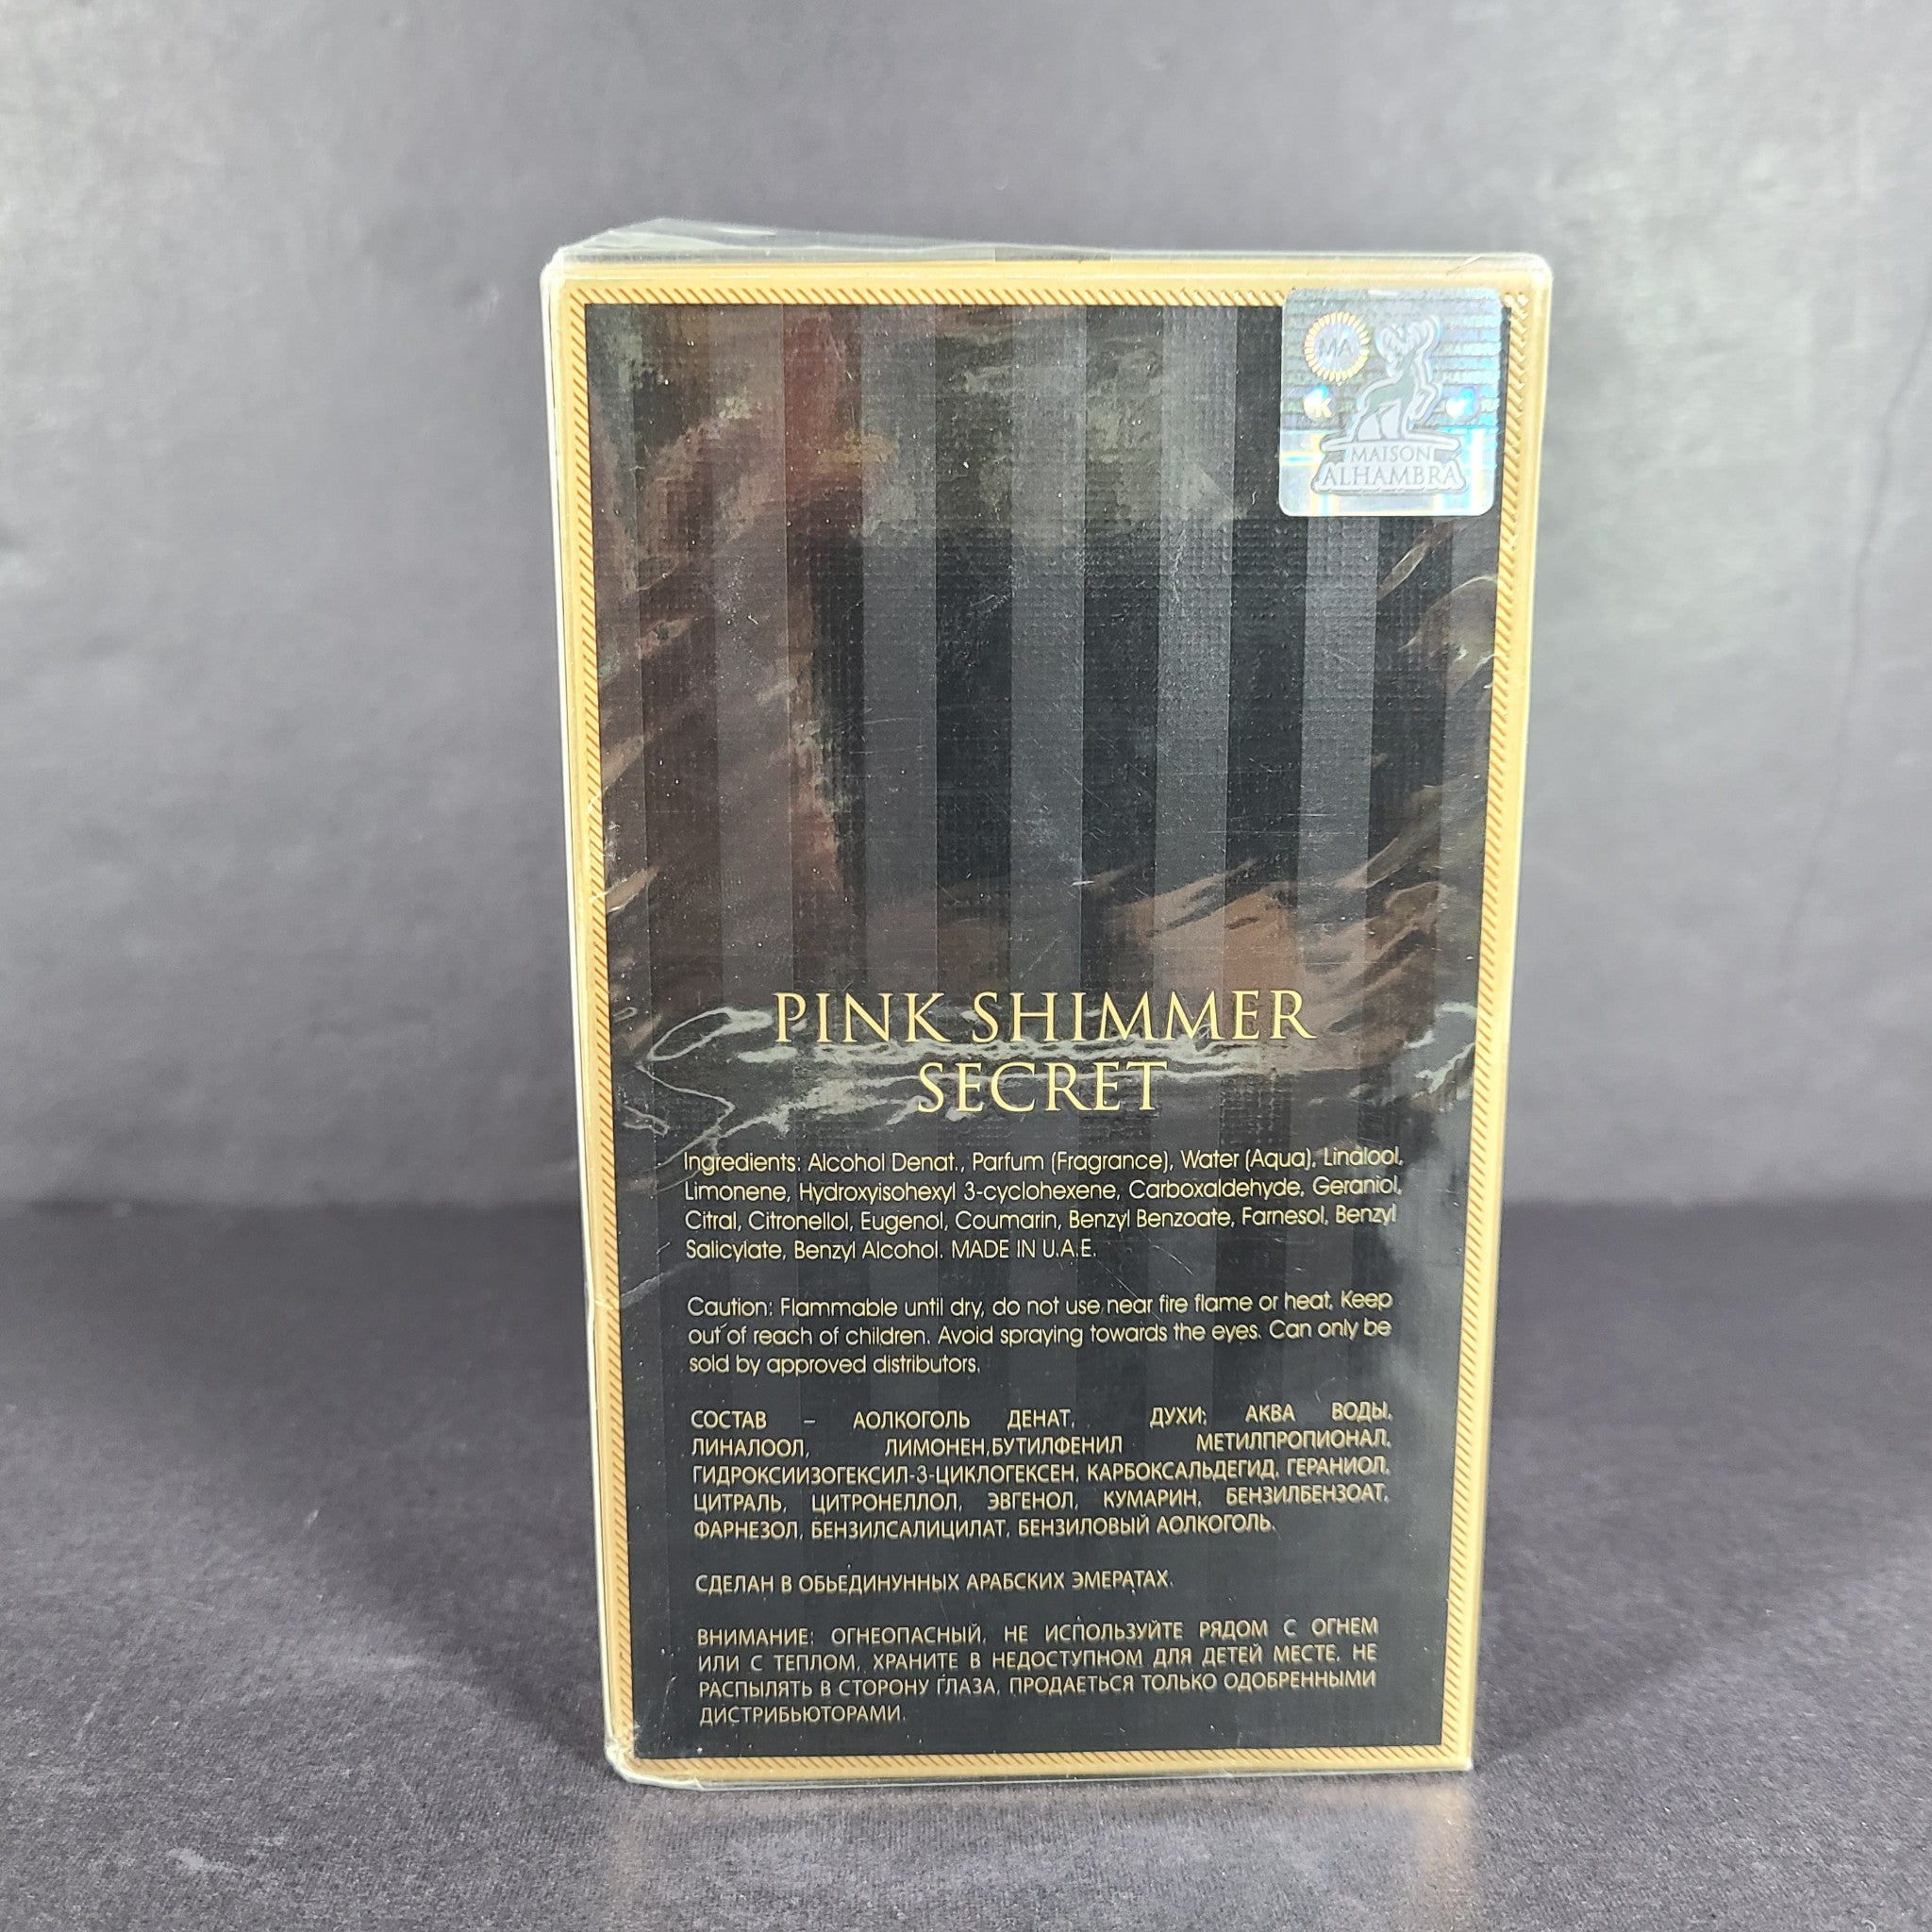 MA
MAISON
ALHAMBRA
PINK SHIMMER
SECRET
Ingredients: Alcohol Denat., Parfum (Fragrance), Water (Aqua), Linalool,
Limonene, Hydroxyisohexyl 3-cyclohexene, Carboxaldehyde, Geraniol,
Citral, Citronellol, Eugenol, Coumarin, Benzyl Benzoate, Farnesol, Benzyl
Salicylate, Benzyl Alcohol. MADE IN U.A.E.
Caution: Flammable until dry, do not use near fire flame or heat, Keep
out of reach of children. Avoid spraying towards the eyes. Can only be
sold by approved distributors.
СОСТАВ – АОЛКОГОЛЬ ДЕНАТ, ДУХИ; АКВА ВОДЫ,
ЛИНАЛООЛ, ЛИМОНЕН,БУТИЛФЕНИЛ МЕТИЛПРОПИОНАЛ,
ГИДРОКСИИЗОГЕКСИЛ-3-ЦИКЛОГЕКСЕН, КАРБОКСАЛЬДЕГИД, ГЕРАНИОЛ,
ЦИТРАЛЬ, ЦИТРОНЕЛЛОЛ, ЭВГЕНОЛ, КУМАРИН, БЕНЗИЛБЕНЗОАТ,
ФАРНЕЗОЛ, БЕНЗИЛСАЛИЦИЛАТ, БЕНЗИЛОВЫЙ АОЛКОГОЛЬ.
СДЕЛАН В ОБЬЕДИНУННЫХ АРАБСКИХ ЭМЕРАТАХ.
ВНИМАНИЕ: ОГНЕОПАСНЫЙ, НЕ ИСПОЛЬЗУЙТЕ РЯДОМ С ОГНЕМ
ИЛИ С ТЕПЛОМ, ХРАНИТЕ В НЕДОСТУПНОМ ДЛЯ ДЕТЕЙ МЕСТЕ, НЕ
РАСПЫЛЯТЬ В СТОРОНУ ГЛАЗА, ПРОДАЕТЬСЯ ТОЛЬКО ОДОБРЕННЫМИ
ДИСТРИБЬЮТОРАМИ.